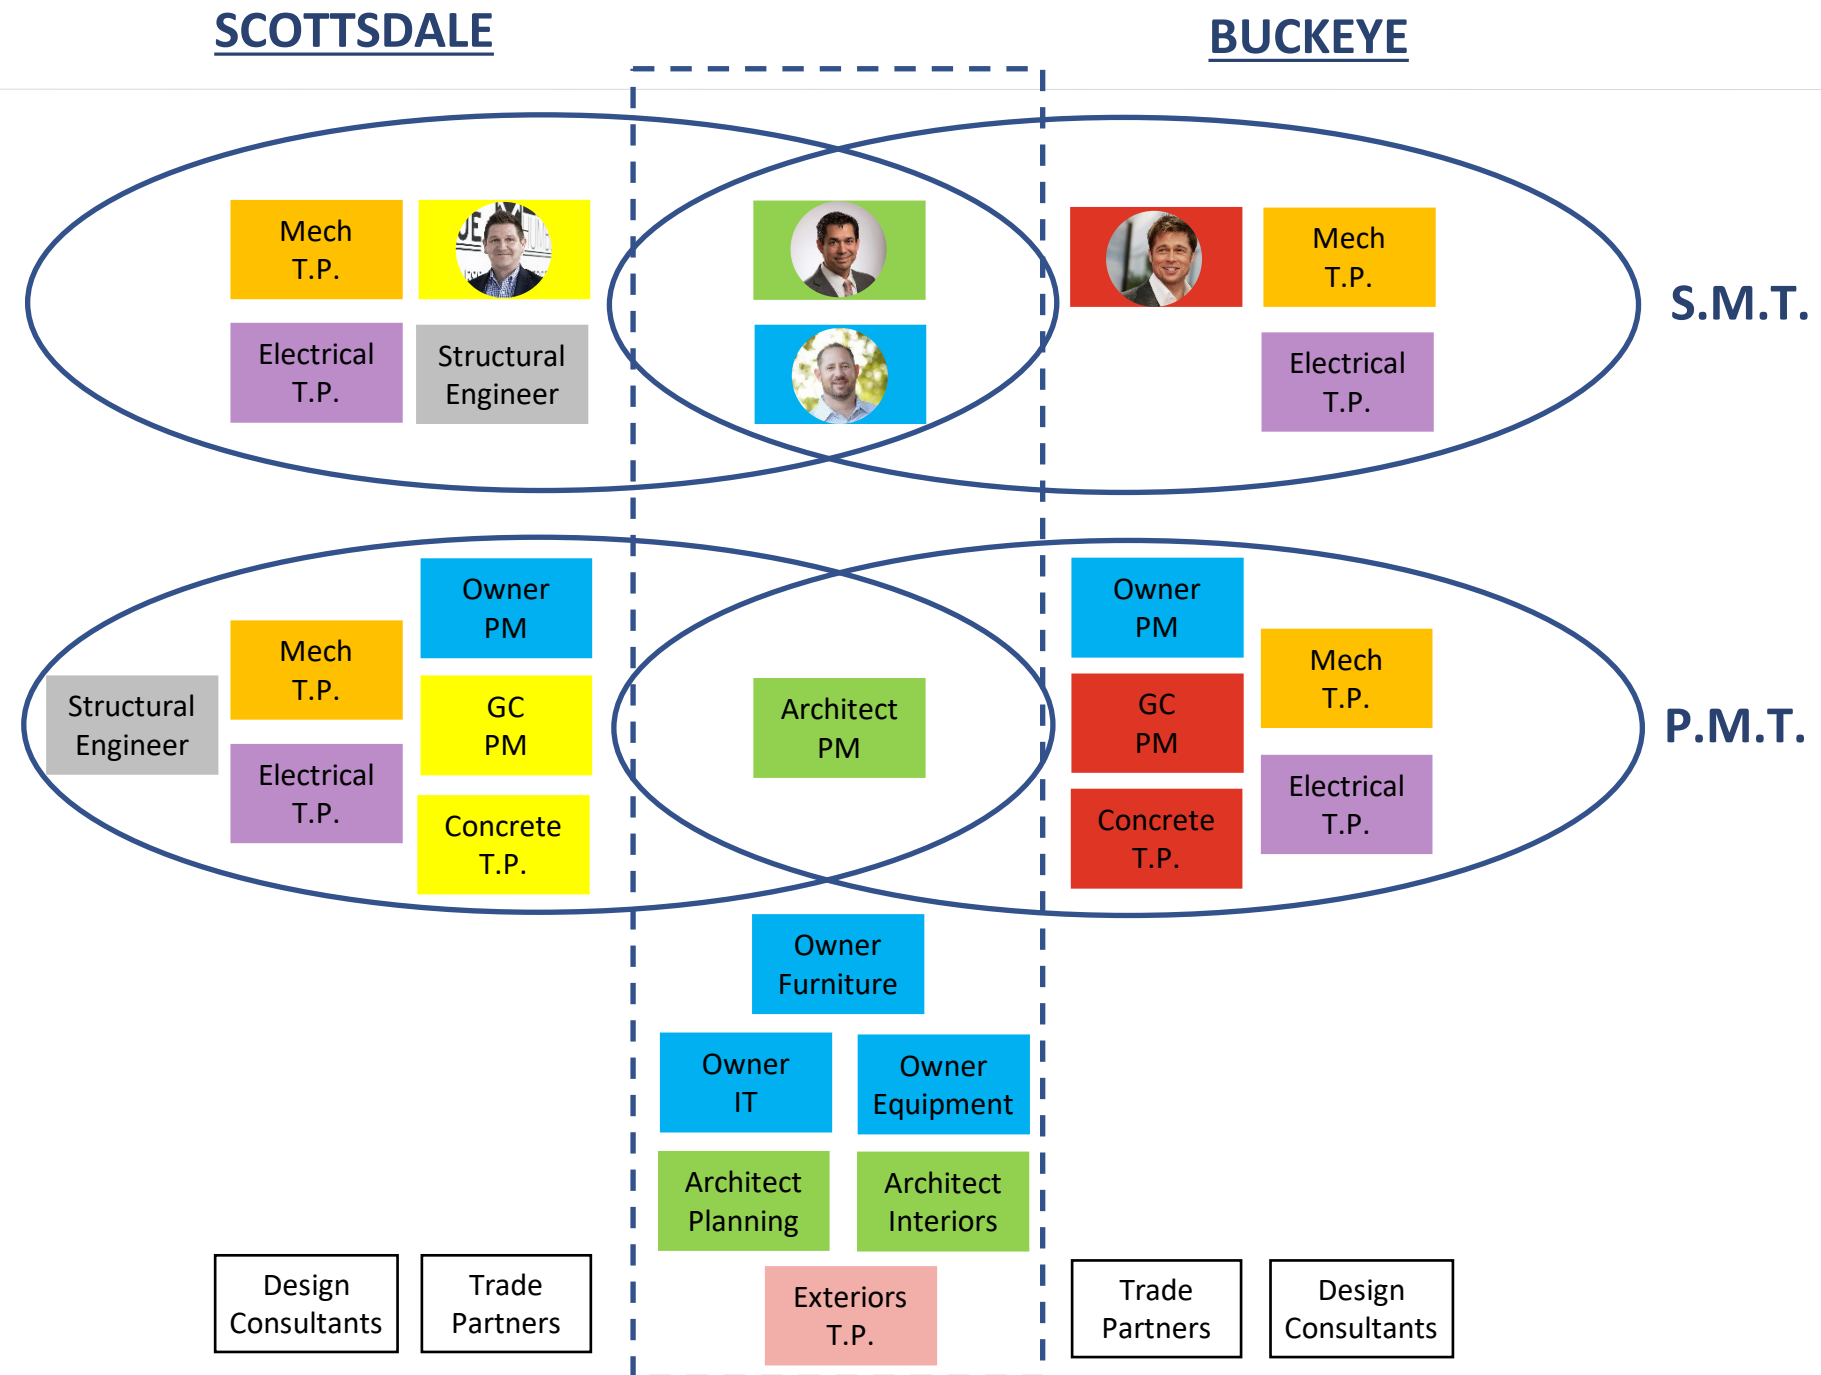 SCOTTSDALE
BUCKEYE
Mech
T.P.
Electrical
T.P.
Structural
Engineer
Mech
T.P.
Electrical
T.P.
S.M.T.
Owner
PM
Mech
T.P.
Structural
Engineer
GC
PM
Electrical
T.P.
Concrete
T.P.
Architect
PM
Owner
PM
Mech
T.P.
GC
PM
Electrical
T.P.
Concrete
T.P.
P.M.T.
Owner
Furniture
Owner
IT
Owner
Equipment
Architect
Planning
Architect
Interiors
Design
Consultants
Trade
Partners
Exteriors
T.P.
Trade
Partners
Design
Consultants